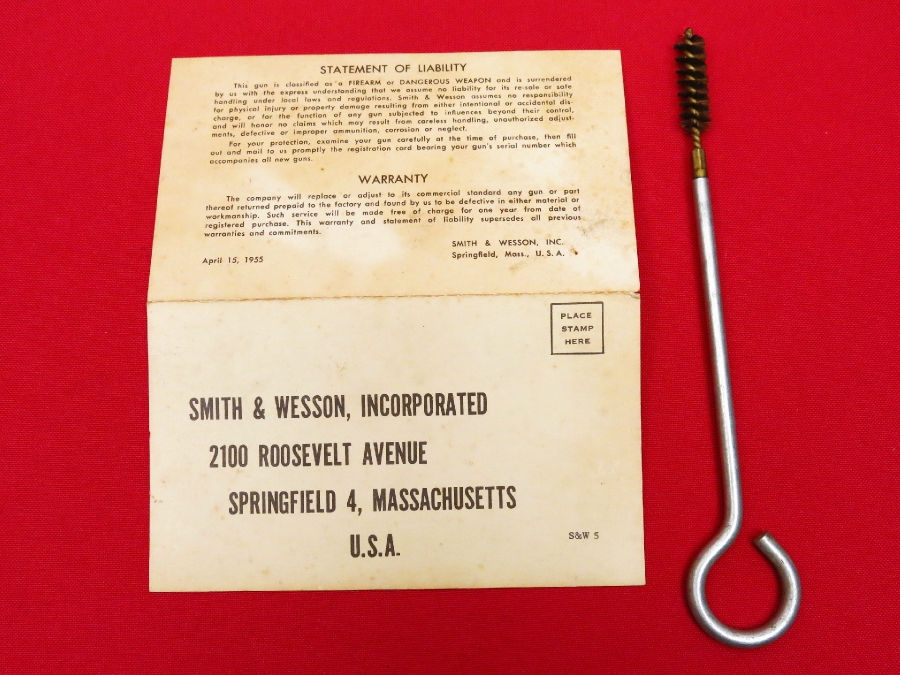 STATEMENT OF LIABILITY
This gun is classified as a FIREARM or DANGEROUS WEAPON and is surrendered
by us with the express understanding that we assume no liability for its re-sale or safe
handling under local laws and regulations. Smith & Wesson assumes no responsibility
for physical injury or property damage resulting from either intentional or accidental dis-
charge, or for the function of any gun subjected to influences beyond their control,
and will honor no claims which may result from careless handling, unauthorized adjust-
ments, defective or improper ammunition, corrosion or neglect.
For your protection, examine your gun carefully at the time of purchase, then fill
out and mail to us promptly the registration card bearing your gun's serial number which
accompanies all new guns.
WARRANTY
The company will replace or adjust to its commercial standard any gun or part
thereof returned prepaid to the factory and found by us to be defective in either material or
workmanship. Such service will be made free of charge for one year from date of
registered purchase. This warranty and statement of liability supersedes all previous
warranties and commitments.
SMITH & WESSON, INC.
April 15, 1955 Springfield, Mass., U. S. A.
PLACE
STAMP
HERE
SMITH & WESSON, INCORPORATED
2100 ROOSEVELT AVENUE
SPRINGFIELD 4, MASSACHUSETTS
U.S.A.
S&W 5